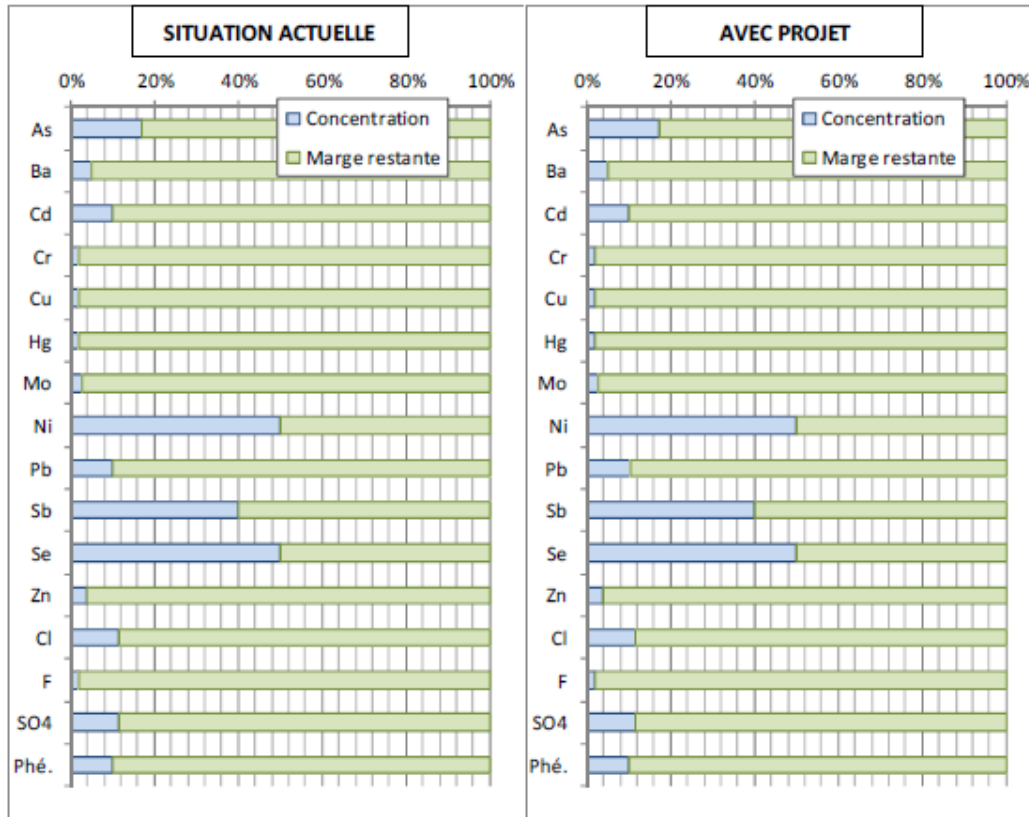 SITUATION ACTUELLE
0% 20% 40% 60% 80% 100%
Concentration
Marge restante
As
Ba
Cd
Cr
Cu
Hg
Mo
Ni
Pb
Sb
Se
Zn
Cl
F
SO4
Phé.
AVEC PROJET
0% 20% 40% 60% 80% 100%
Concentration
Marge restante
As
Ba
Cd
Cr
Cu
Hg
Mo
Ni
Pb
Sb
Se
Zn
Cl
F
SO4
Phé.